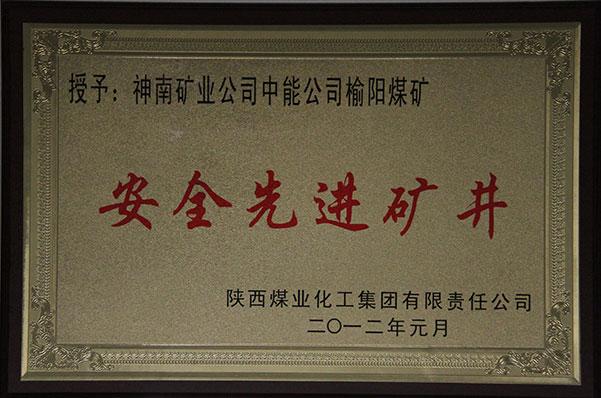 授予：神南矿业公司中能公司榆阳煤矿
安全先进矿井
陕西煤业化工集团有限责任公司
二〇一二年元月